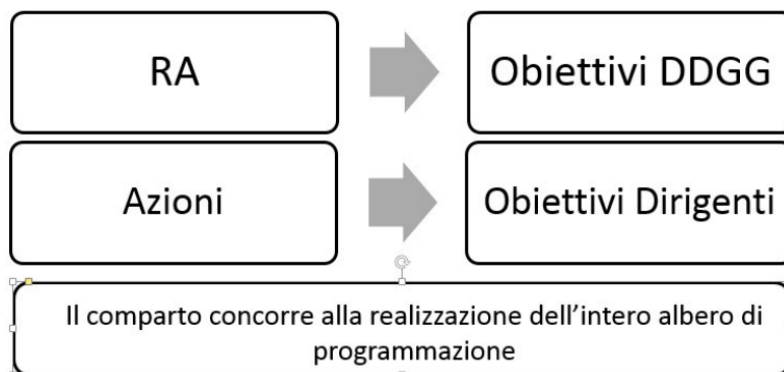 RA
Obiettivi DDGG
Azioni
Obiettivi Dirigenti
Il comparto concorre alla realizzazione dell’intero albero di
programmazione